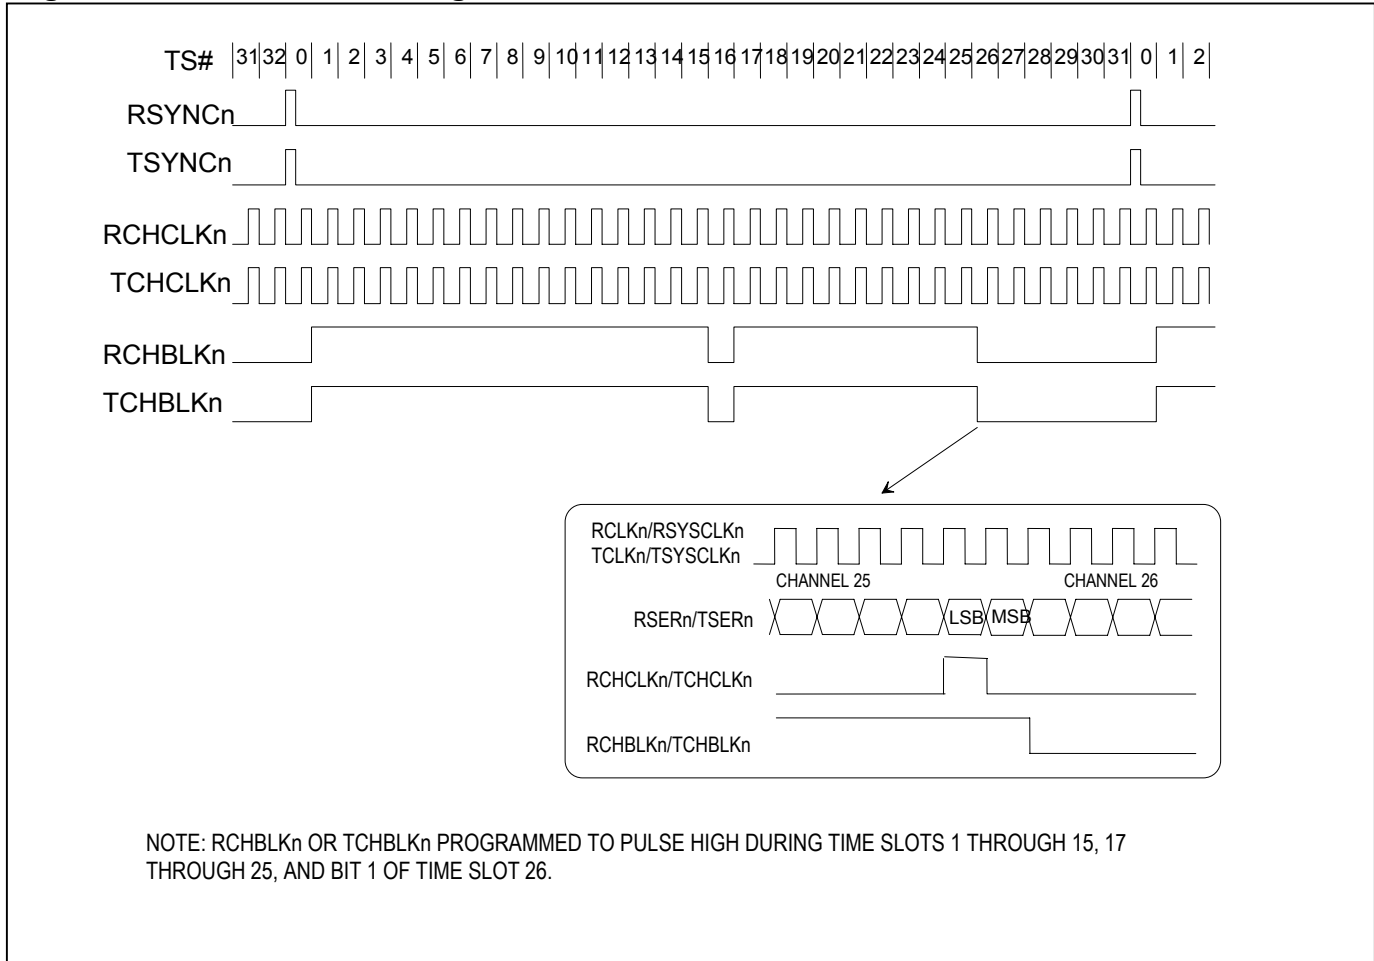 TS# 31 32 0 1 2 3 4 5 6 7 8 9 10 11 12 13 14 15 16 17 18 19 20 21 22 23 24 25 26 27 28 29 30 31 0 1 2
RSYNCn
TSYNCn
RCHCLKn
TCHCLKn
RCHBLKn
TCHBLKn
RCLKn/RSYSCLKn
TCLKn/TSYSCLKn
CHANNEL 25 CHANNEL 26
RSERn/TSERn LSB MSB
RCHCLKn/TCHCLKn
RCHBLKn/TCHBLKn
NOTE: RCHBLKn OR TCHBLKn PROGRAMMED TO PULSE HIGH DURING TIME SLOTS 1 THROUGH 15, 17
THROUGH 25, AND BIT 1 OF TIME SLOT 26.